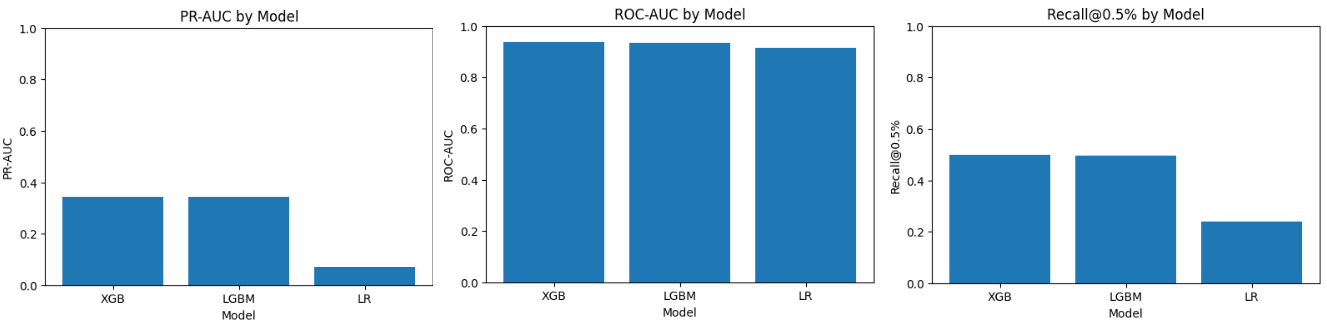 PR-AUC by Model
1.0
0.8
0.6
0.4
0.2
0.0
PR-AUC
XGB LGBM LR
Model
ROC-AUC by Model
1.0
0.8
0.6
0.4
0.2
0.0
ROC-AUC
XGB LGBM LR
Model
Recall@0.5% by Model
1.0
0.8
0.6
0.4
0.2
0.0
Recall@0.5%
XGB LGBM LR
Model